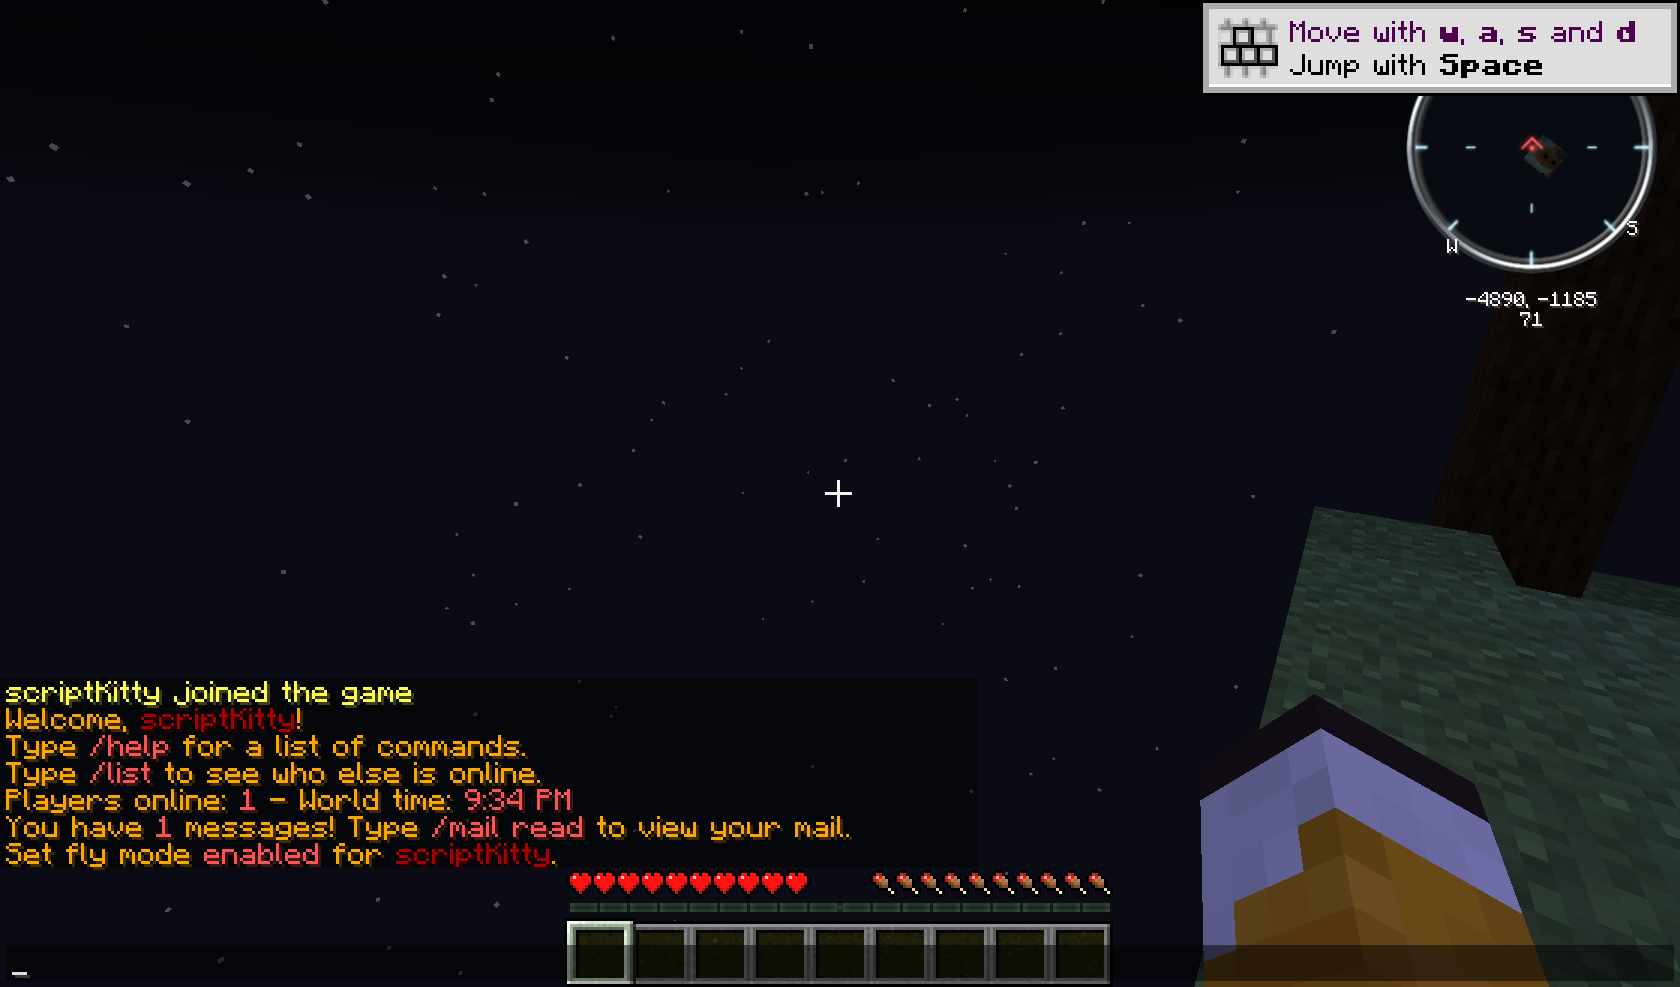 Move with w, a, s and d
Jump with Space
S
W
-4890, -1185
71
scriptKitty joined the game
Welcome, scriptKitty!
Type /help for a list of commands.
Type /list to see who else is online.
Players online: 1 - World time: 9:34 PM
You have 1 messages! Type /mail read to view your mail.
Set fly mode enabled for scriptKitty.
_